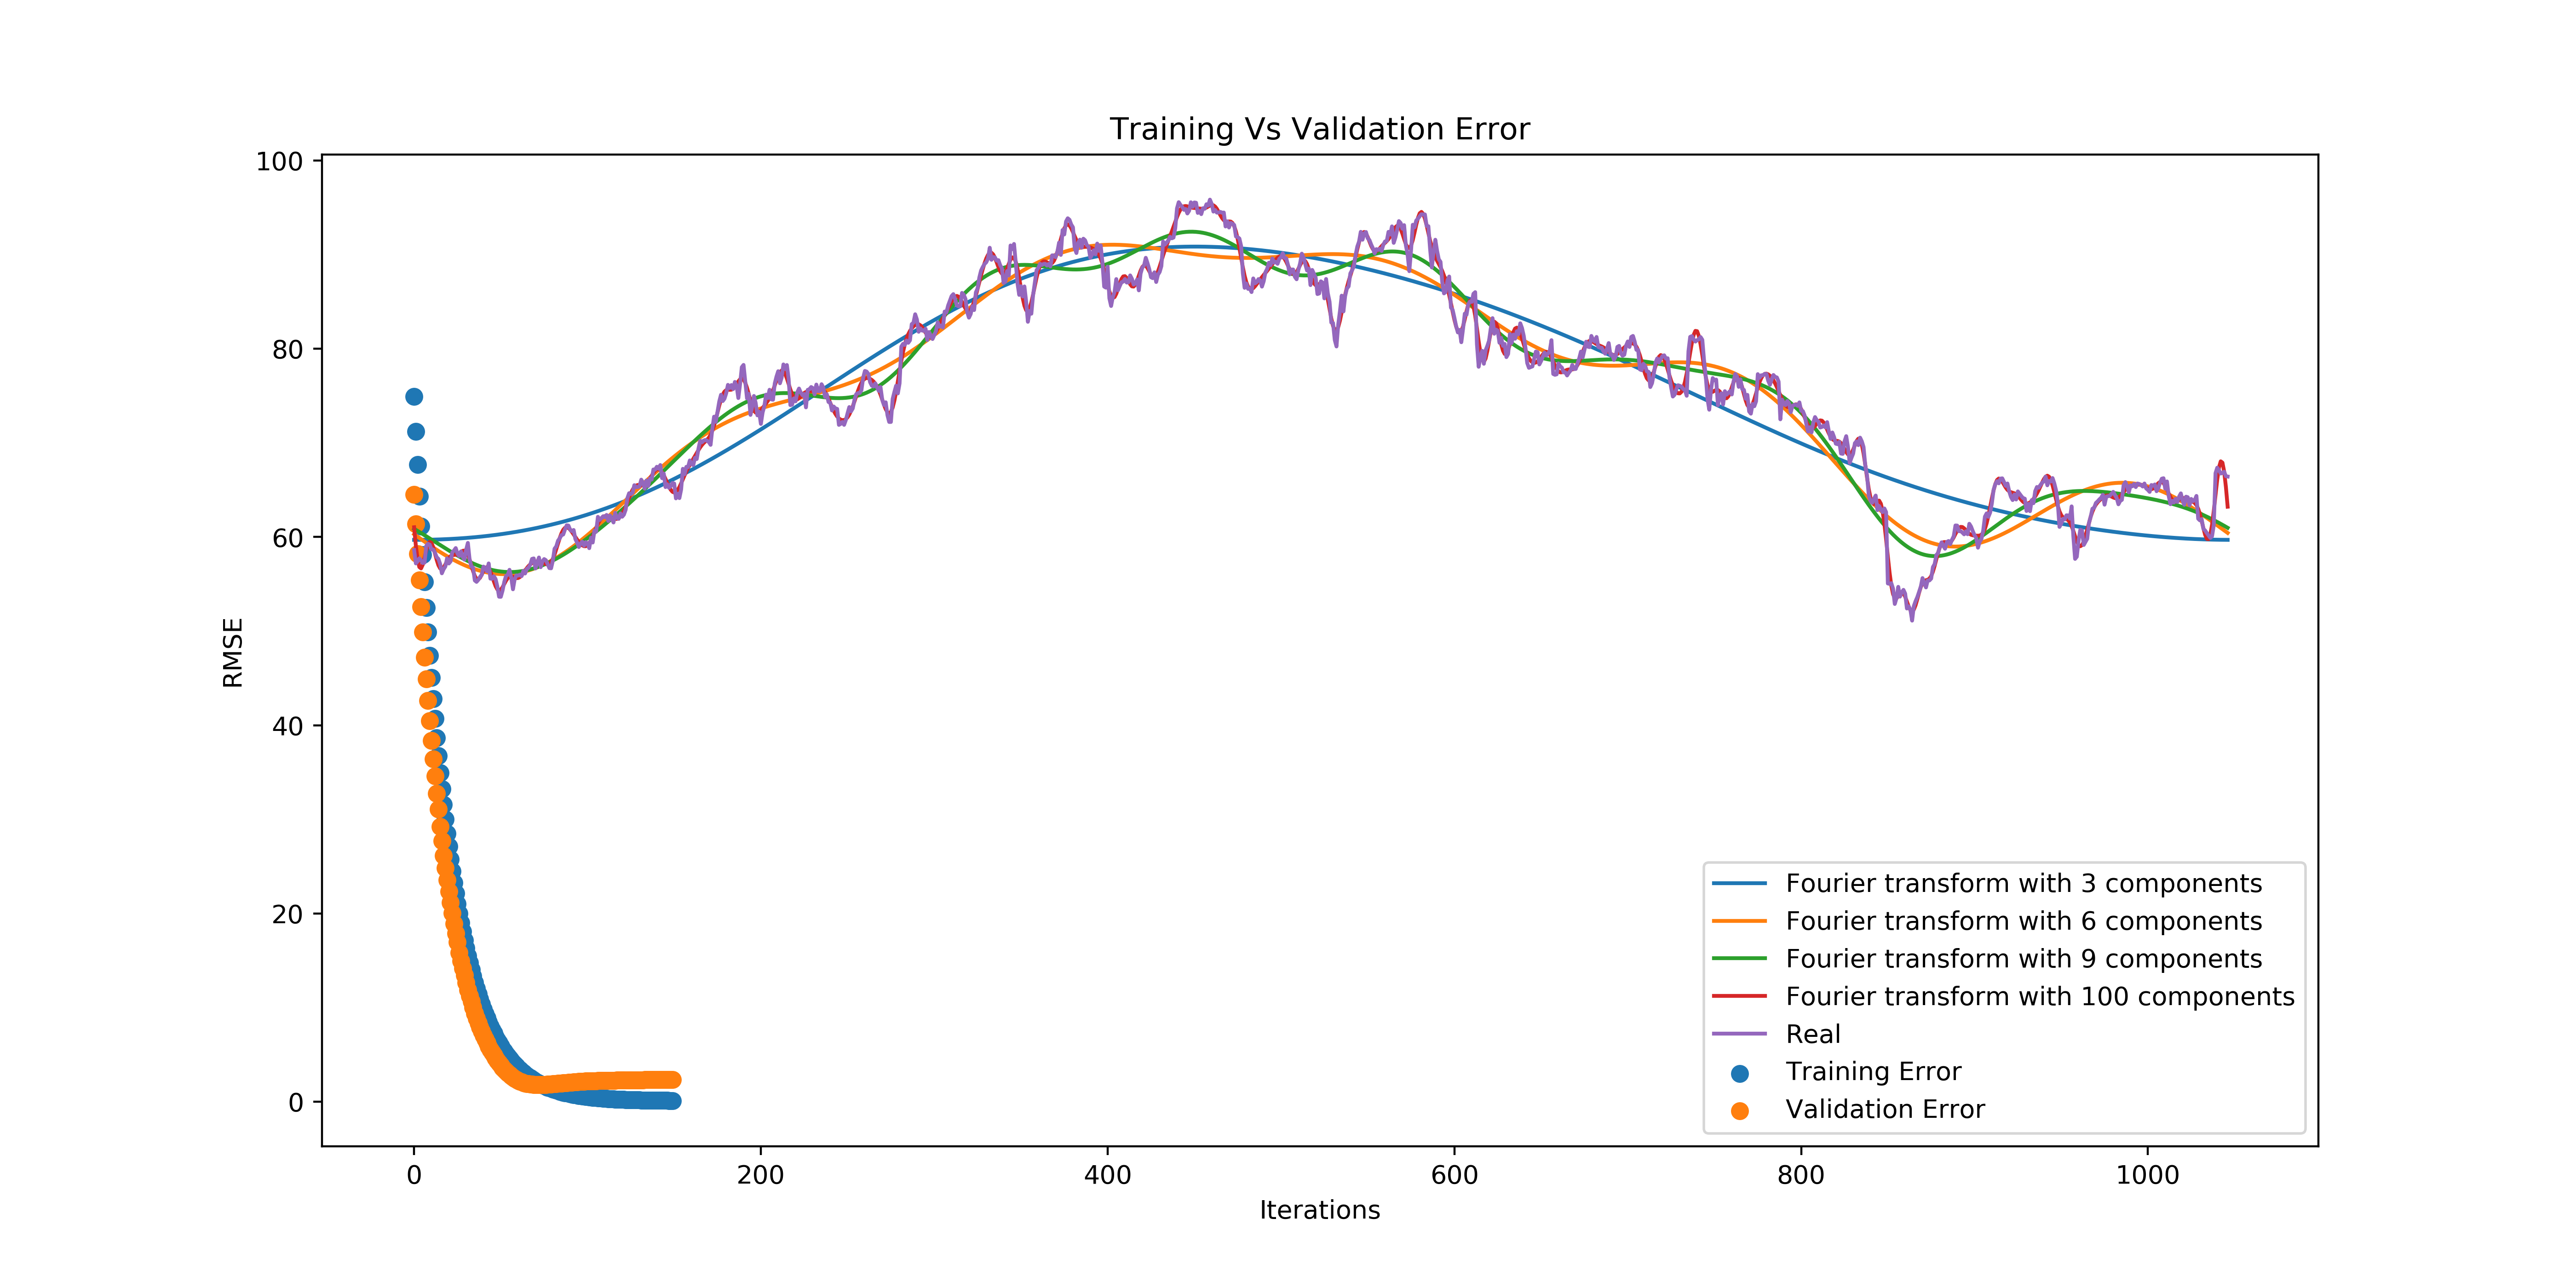 Training Vs Validation Error
100
80
60
40
20
0
RMSE
0 200 400 600 800 1000
Iterations
Fourier transform with 3 components
Fourier transform with 6 components
Fourier transform with 9 components
Fourier transform with 100 components
Real
Training Error
Validation Error